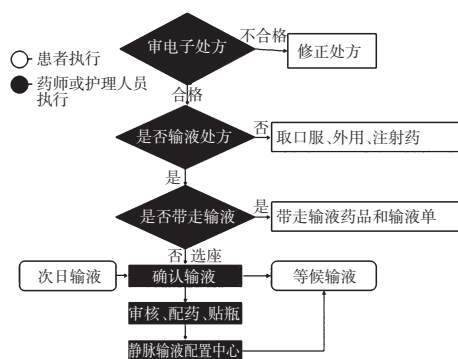 审电子处方
不合格
修正处方
患者执行
药师或护理人员
执行
合格
是否输液处方
否
取口服、外用、注射药
是
是否带走输液
是
带走输液药品和输液单
否
选座
次日输液
确认输液
等候输液
审核、配药、贴瓶
静脉输液配置中心